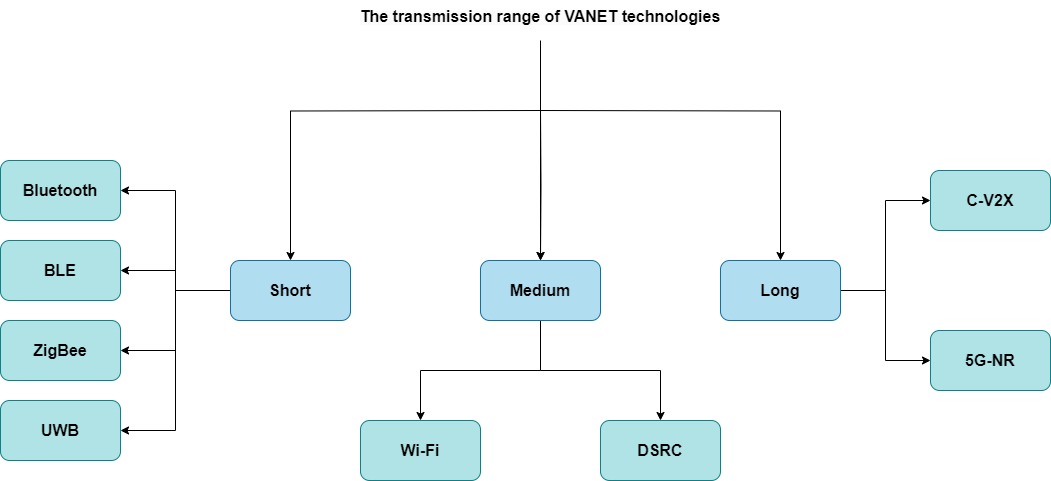 The transmission range of VANET technologies
Bluetooth
BLE
ZigBee
UWB
Short
Medium
Long
Wi-Fi
DSRC
C-V2X
5G-NR